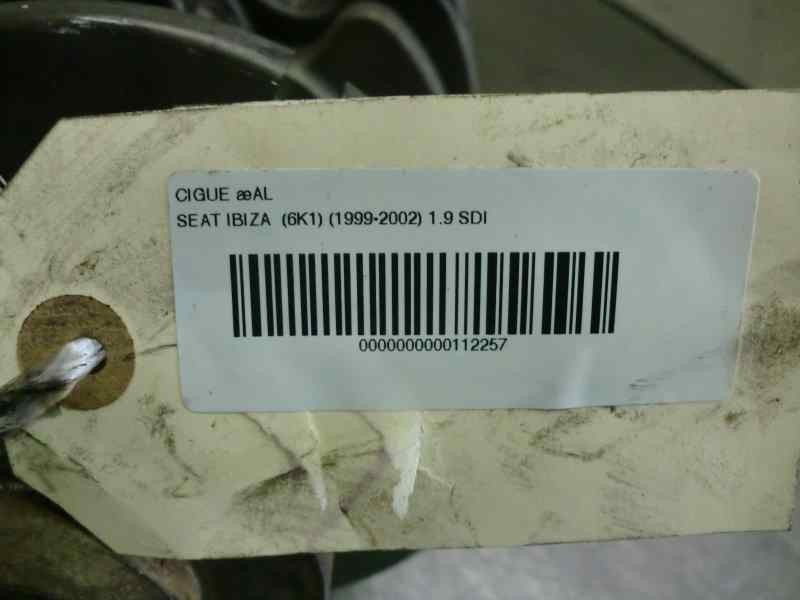 CIGUE æAL
SEAT IBIZA (6K1) (1999-2002) 1.9 SDI
0000000000112257